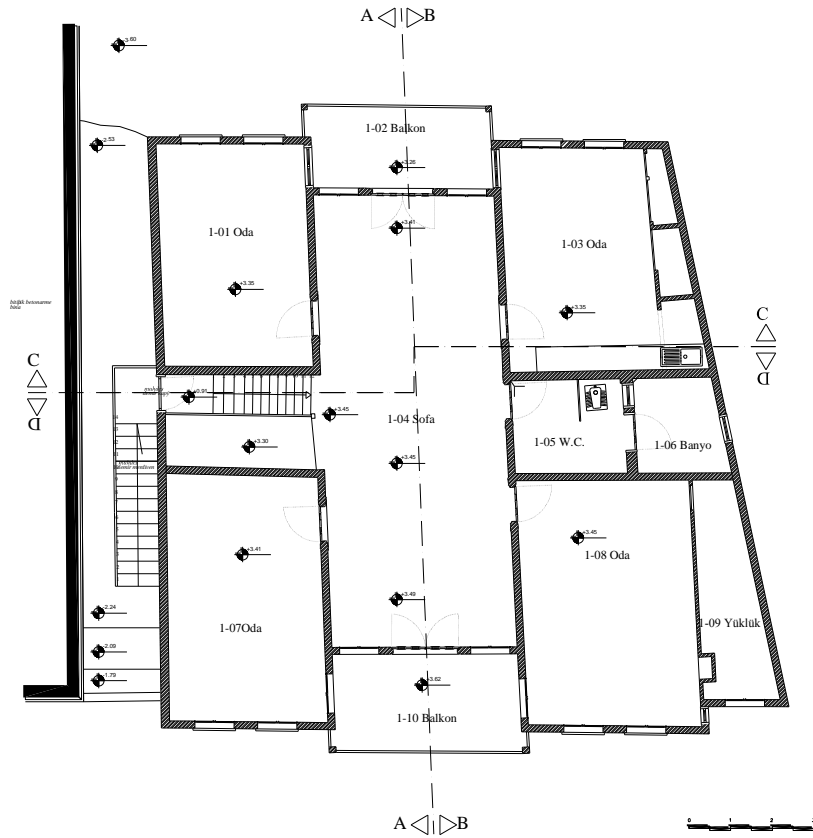 A B
3.60
1-02 Balkon
-2.53
+3.26
1-01 Oda
+3.41
1-03 Oda
+3.35
+3.35
bitişik betonarme
bina
C
C
D
D
+0.91
+3.45
1-04 Sofa
+3.30
1-05 W.C.
1-06 Banyo
+3.45
+3.41
+3.45
1-08 Oda
+3.49
-2.24
1-07Oda
1-09 Yüklük
-2.09
-1.79
+3.62
1-10 Balkon
A B
0 1 2